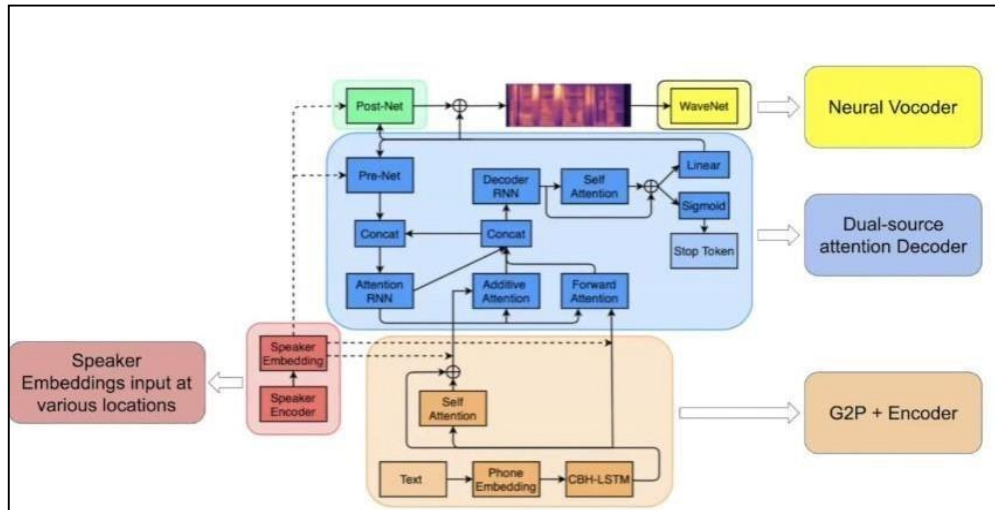 Post-Net
WaveNet
Neural Vocoder
Pre-Net
Decoder
RNN
Self
Attention
Linear
Sigmoid
Concat
Concat
Stop Token
Dual-source
attention Decoder
Attention
RNN
Additive
Attention
Forward
Attention
Speaker
Embedding
Speaker
Encoder
Speaker
Embeddings input at
various locations
Self
Attention
G2P + Encoder
Text
Phone
Embedding
CBH-LSTM